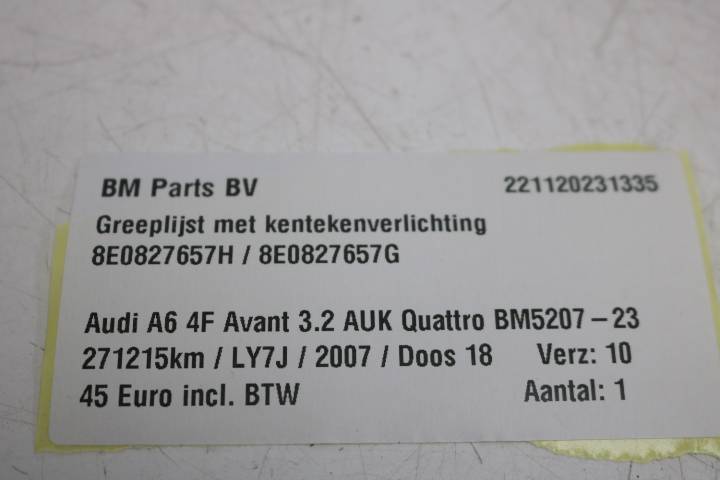 BM Parts BV 221120231335
Greeplijst met kentekenverlichting
8E0827657H / 8E0827657G
Audi A6 4F Avant 3.2 AUK Quattro BM5207-23
271215km / LY7J / 2007 / Doos 18 Verz: 10
45 Euro incl. BTW Aantal: 1